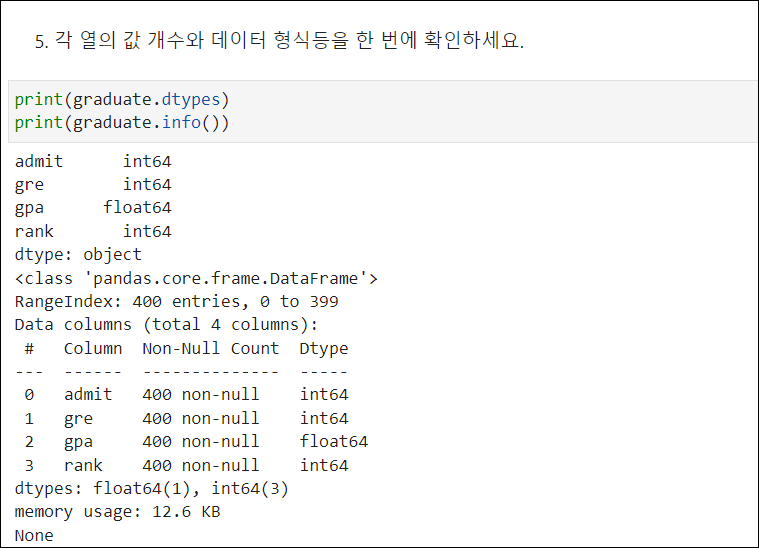 5. 각 열의 값 개수와 데이터 형식등을 한 번에 확인하세요.
print(graduate.dtypes)
print(graduate.info())
admit      int64
gre        int64
gpa      float64
rank       int64
dtype: object
<class 'pandas.core.frame.DataFrame'>
RangeIndex: 400 entries, 0 to 399
Data columns (total 4 columns):
 #   Column  Non-Null Count  Dtype
---  ------  --------------  -----
 0   admit   400 non-null    int64
 1   gre     400 non-null    int64
 2   gpa     400 non-null    float64
 3   rank    400 non-null    int64
dtypes: float64(1), int64(3)
memory usage: 12.6 KB
None